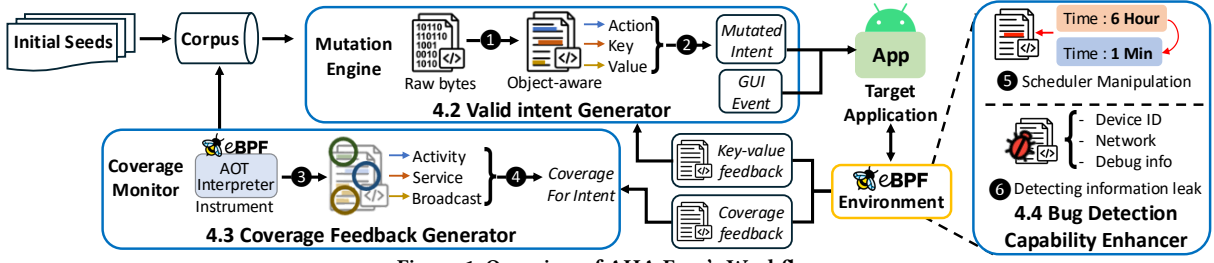 Initial Seeds
Corpus
Mutation
Engine
10110
110110
1001
0010
1010
Raw bytes
1
Object-aware
Action
Key
Value
2
Mutated
Intent
GUI
Event
4.2 Valid intent Generator
App
Target
Application
Time : 6 Hour
Time : 1 Min
5 Scheduler Manipulation
- Device ID
- Network
- Debug info
6 Detecting information leak
4.4 Bug Detection
Capability Enhancer
Coverage
Monitor
eBPF
AOT
Interpreter
Instrument
3
Activity
Service
Broadcast
4
Coverage
For Intent
4.3 Coverage Feedback Generator
Key-value
feedback
Coverage
feedback
eBPF
Environment